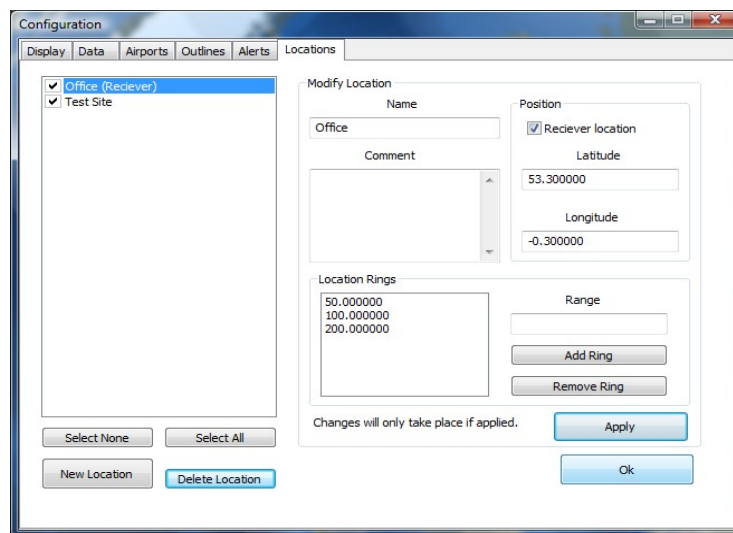 Configuration
Display Data Airports Outlines Alerts Locations
Office (Reciever)
Test Site
Select None Select All
New Location Delete Location
Modify Location
Name
Office
Comment
Position
Reciever location
Latitude
53.300000
Longitude
-0.300000
Location Rings
50.000000
100.000000
200.000000
Range
Add Ring
Remove Ring
Changes will only take place if applied.
Apply
Ok